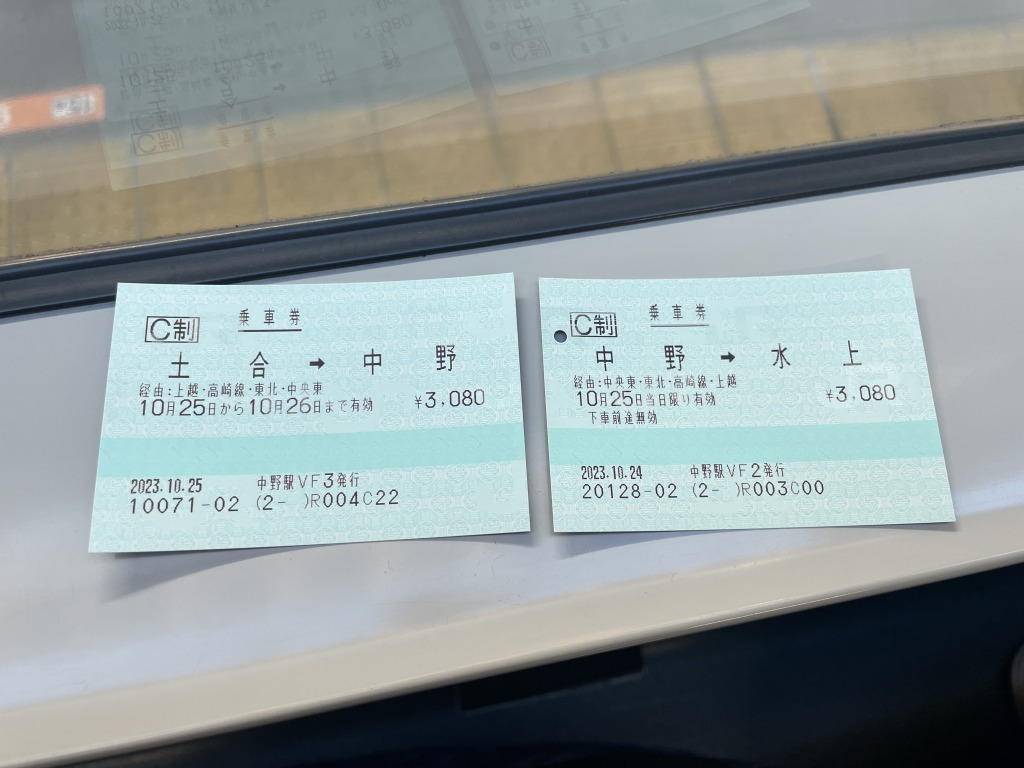 C制
乗車券
土合→中野
経由:上越・高崎線・東北・中央東
10月25日から10月26日まで有効
¥3,080
2023.10.25 中野駅VF3発行
10071-02 (2- )R004C22
C制
乗車券
中野→水上
経由:中央東・東北・高崎線・上越
10月25日当日限り有効
¥3,080
下車前途無効
2023.10.24 中野駅VF2発行
20128-02 (2- )R003C00